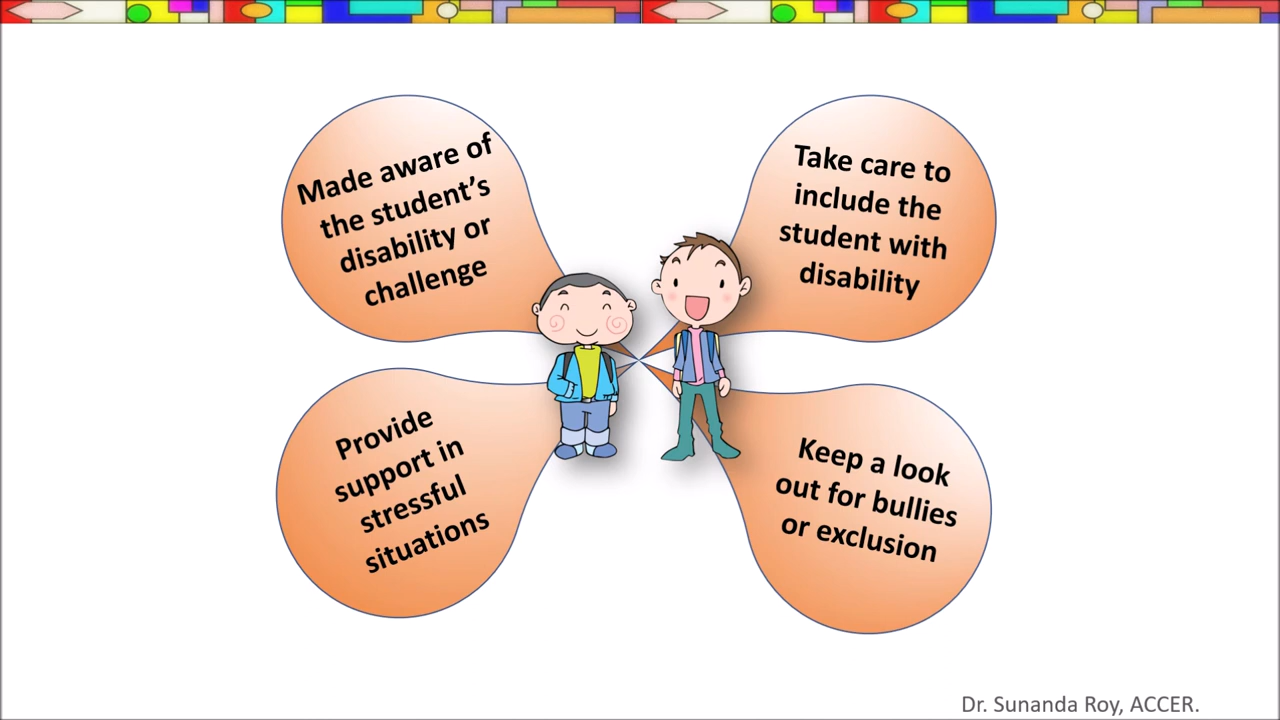 Made aware of
the student's
disability or
challenge
Take care to
include the
student with
disability
Provide
support in
stressful
situations
Keep a look
out for bullies
or exclusion
Dr. Sunanda Roy, ACCER.